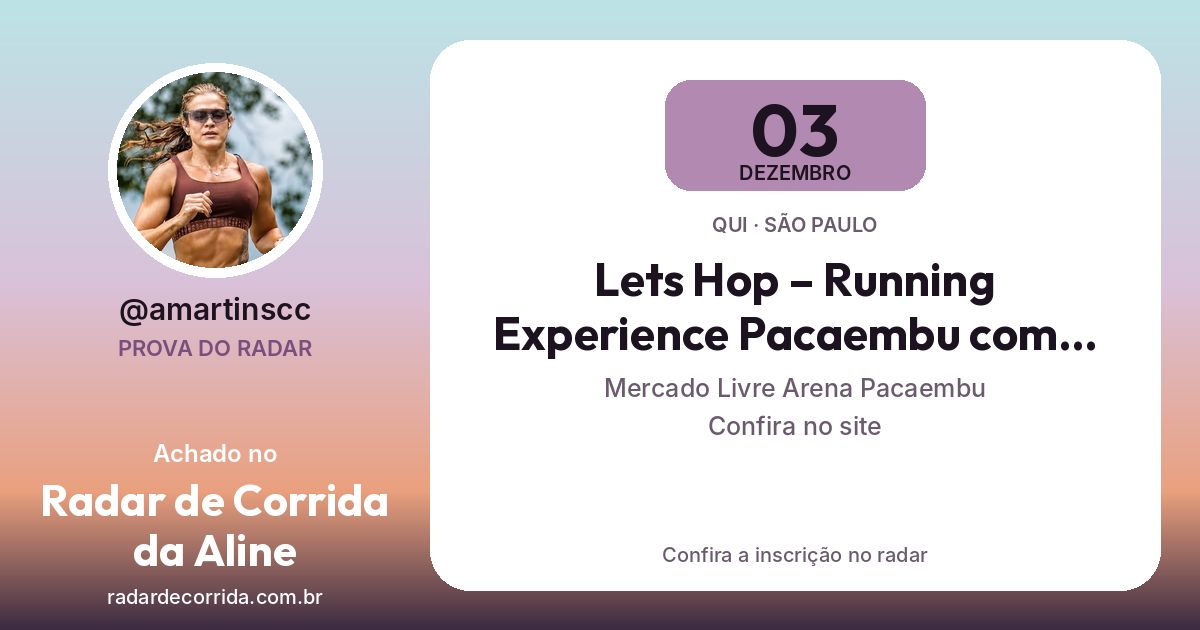 @amartinscc
PROVA DO RADAR
Achado no
Radar de Corrida
da Aline
radardecorrida.com.br
03
DEZEMBRO
QUI · SÃO PAULO
Lets Hop – Running
Experience Pacaembu com...
Mercado Livre Arena Pacaembu
Confira no site
Confira a inscrição no radar